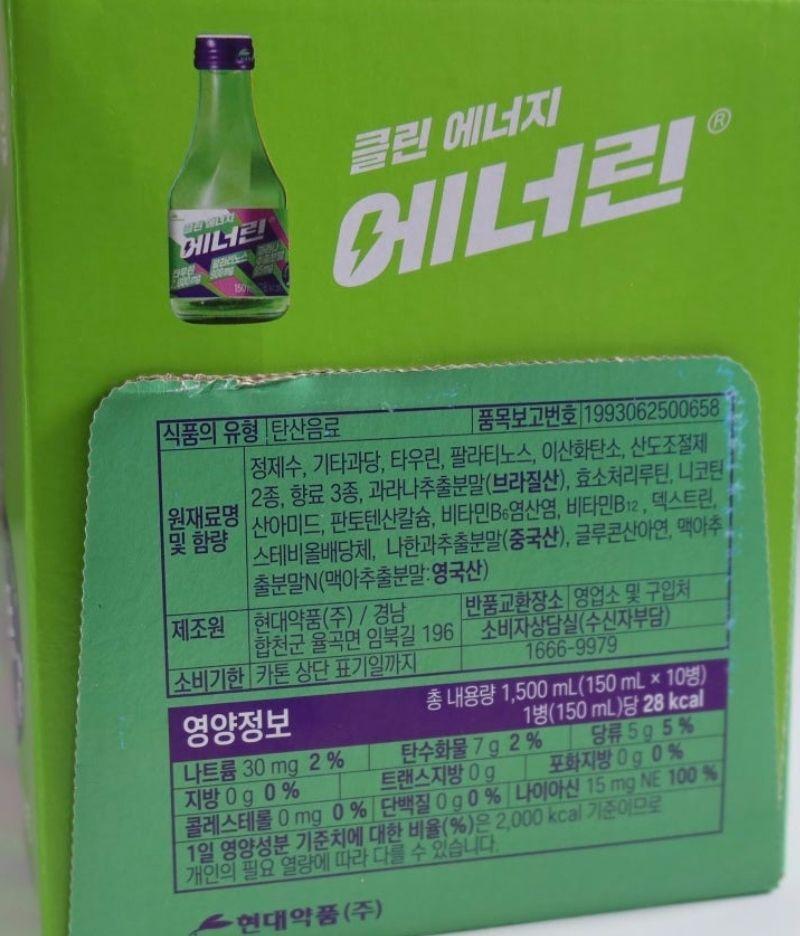 클린 에너지
에너린®
클린 에너지
에너린®
타우린
팔라티노스
식품의 유형 탄산음료 품목보고번호 1993062500658
원재료명 및 함량
정제수, 기타과당, 타우린, 팔라티노스, 이산화탄소, 산도조절제
2종, 향료 3종, 과라나추출분말(브라질산), 효소처리루틴, 니코틴
산아미드, 판토텐산칼슘, 비타민B₆염산염, 비타민B₁₂, 덱스트린,
스테비올배당체, 나한과추출분말(중국산), 글루콘산아연, 맥아추
출분말N(맥아추출분말:영국산)
제조원 현대약품(주) / 경남
합천군 율곡면 임북길 196
반품교환장소 영업소 및 구입처
소비자상담실(수신자부담)
1666-9979
소비기한 카톤 상단 표기일까지
영양정보
총 내용량 1,500 mL(150 mL × 10병)
1병(150 mL)당 28 kcal
나트륨 30 mg 2 % 탄수화물 7 g 2 % 당류 5 g 5 %
지방 0 g 0 % 트랜스지방 0 g 포화지방 0 g 0 %
콜레스테롤 0 mg 0 % 단백질 0 g 0 % 나이아신 15 mg NE 100 %
1일 영양성분 기준치에 대한 비율(%)은 2,000 kcal 기준이므로
개인의 필요 열량에 따라 다를 수 있습니다.
현대약품(주)